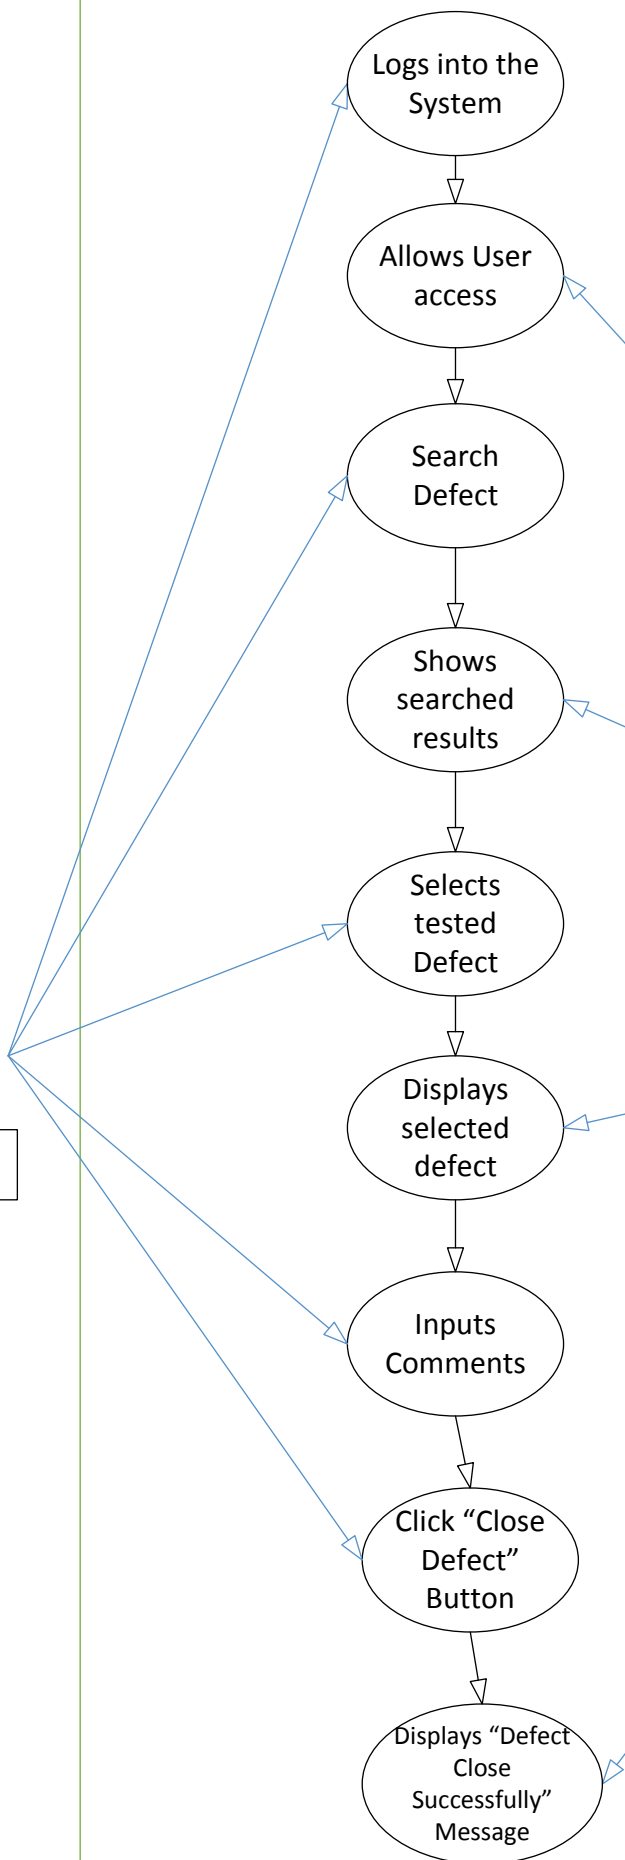 Logs into the
System
Allows User
access
Search
Defect
Shows
searched
results
Selects
tested
Defect
Displays
selected
defect
Inputs
Comments
Click “Close
Defect”
Button
Displays “Defect
Close
Successfully”
Message